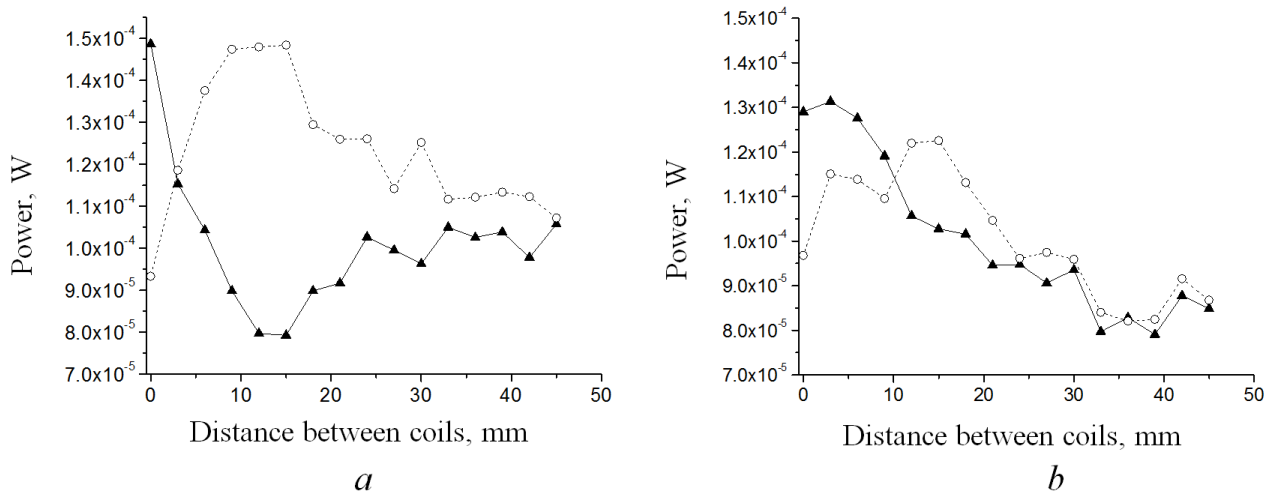 1.5x10⁻⁴
1.4x10⁻⁴
1.3x10⁻⁴
1.2x10⁻⁴
1.1x10⁻⁴
1.0x10⁻⁴
9.0x10⁻⁵
8.0x10⁻⁵
7.0x10⁻⁵
Power, W
0 10 20 30 40 50
Distance between coils, mm
a
1.5x10⁻⁴
1.4x10⁻⁴
1.3x10⁻⁴
1.2x10⁻⁴
1.1x10⁻⁴
1.0x10⁻⁴
9.0x10⁻⁵
8.0x10⁻⁵
7.0x10⁻⁵
Power, W
0 10 20 30 40 50
Distance between coils, mm
b